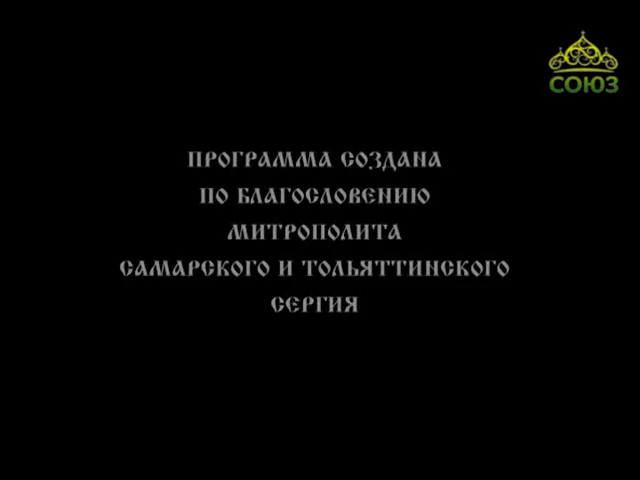 СОЮЗ
ПРОГРАММА СОЗДАНА
ПО БЛАГОСЛОВЕНИЮ
МИТРОПОЛИТА
САМАРСКОГО И ТОЛЬЯТТИНСКОГО
СЕРГИЯ